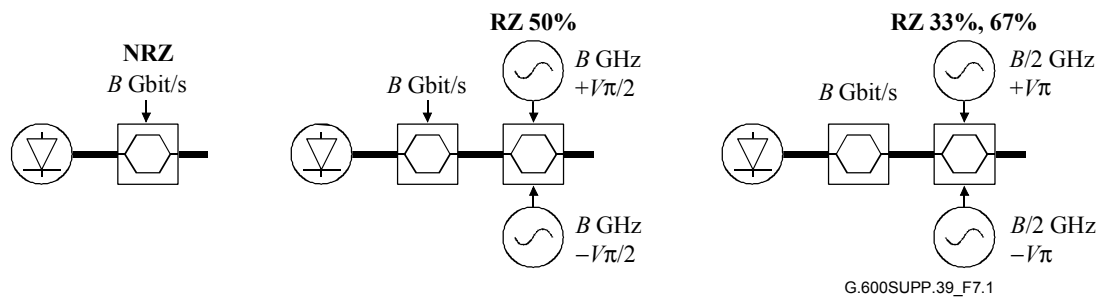 NRZ
B Gbit/s
RZ 50%
B Gbit/s
B GHz
+Vπ/2
B GHz
−Vπ/2
RZ 33%, 67%
B Gbit/s
B/2 GHz
+Vπ
B/2 GHz
−Vπ
G.600SUPP.39_F7.1